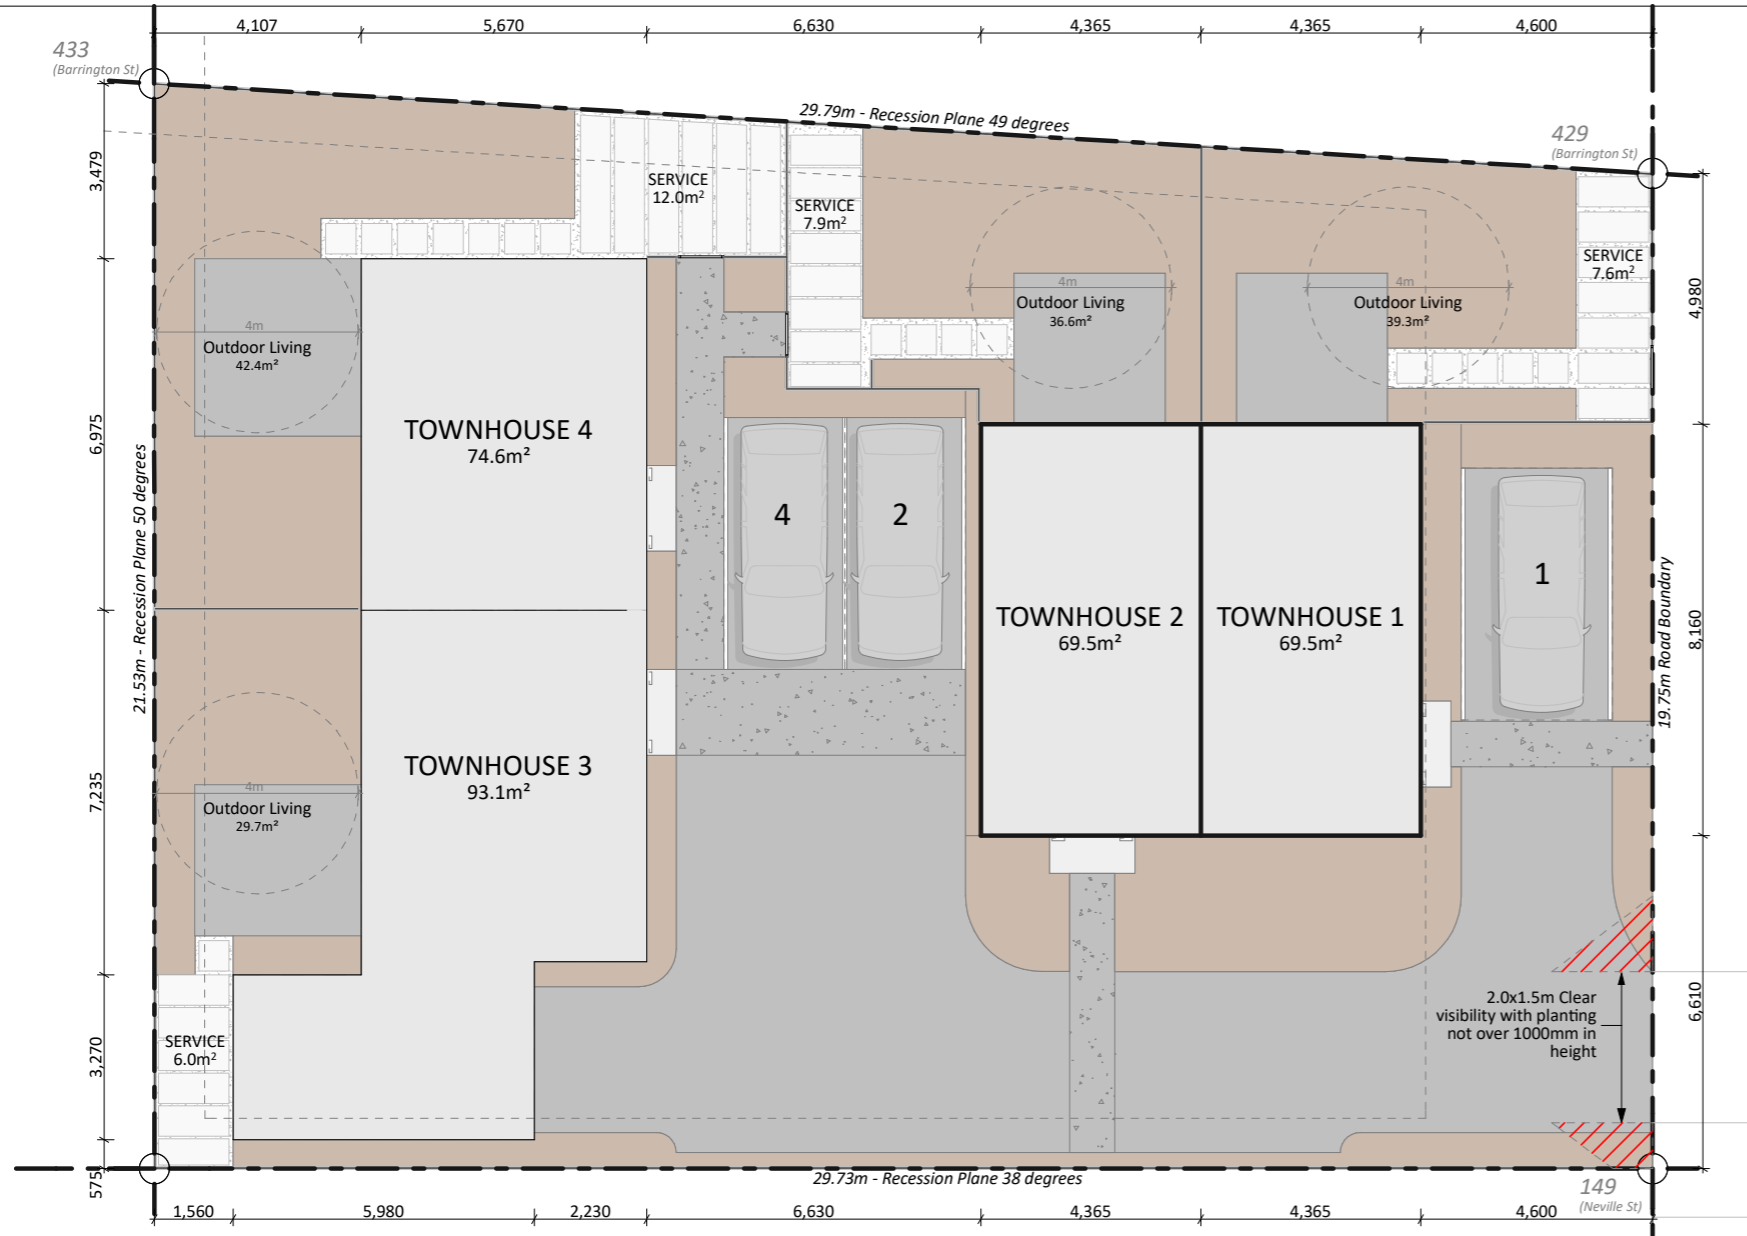 4,107
5,670
6,630
4,365
4,365
4,600
433
(Barrington St)
29.79m - Recession Plane 49 degrees
429
(Barrington St)
3,479
SERVICE
12.0m²
SERVICE
7.9m²
SERVICE
7.6m²
4,980
4m
Outdoor Living
42.4m²
4m
Outdoor Living
36.6m²
4m
Outdoor Living
39.3m²
6,975
TOWNHOUSE 4
74.6m²
4
2
1
21.53m - Recession Plane 50 degrees
TOWNHOUSE 2
69.5m²
TOWNHOUSE 1
69.5m²
8,160
19.75m Road Boundary
7,235
TOWNHOUSE 3
93.1m²
4m
Outdoor Living
29.7m²
2.0x1.5m Clear
visibility with planting
not over 1000mm in
height
6,610
SERVICE
6.0m²
3,270
575
29.73m - Recession Plane 38 degrees
149
(Neville St)
1,560
5,980
2,230
6,630
4,365
4,365
4,600